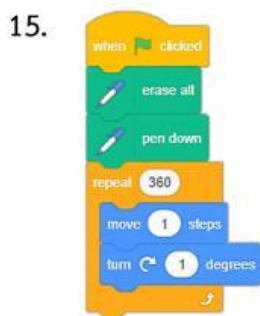 15.
when clicked
erase all
pen down
repeat 360
move 1 steps
turn 1 degrees